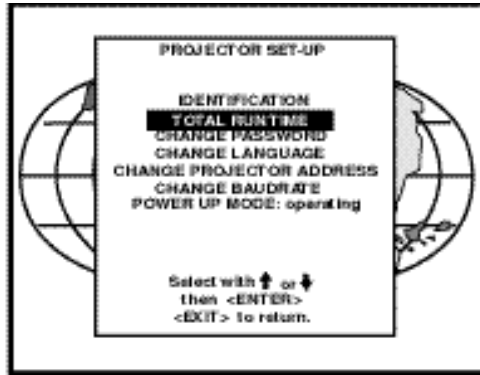 PROJECTOR SET-UP
IDENTIFICATION
TOTAL RUNTIME
CHANGE PASSWORD
CHANGE LANGUAGE
CHANGE PROJECTOR ADDRESS
CHANGE BAUDRATE
POWER UP MODE: operating
Select with ↑ or ↓
then <ENTER>
<EXIT> to return.